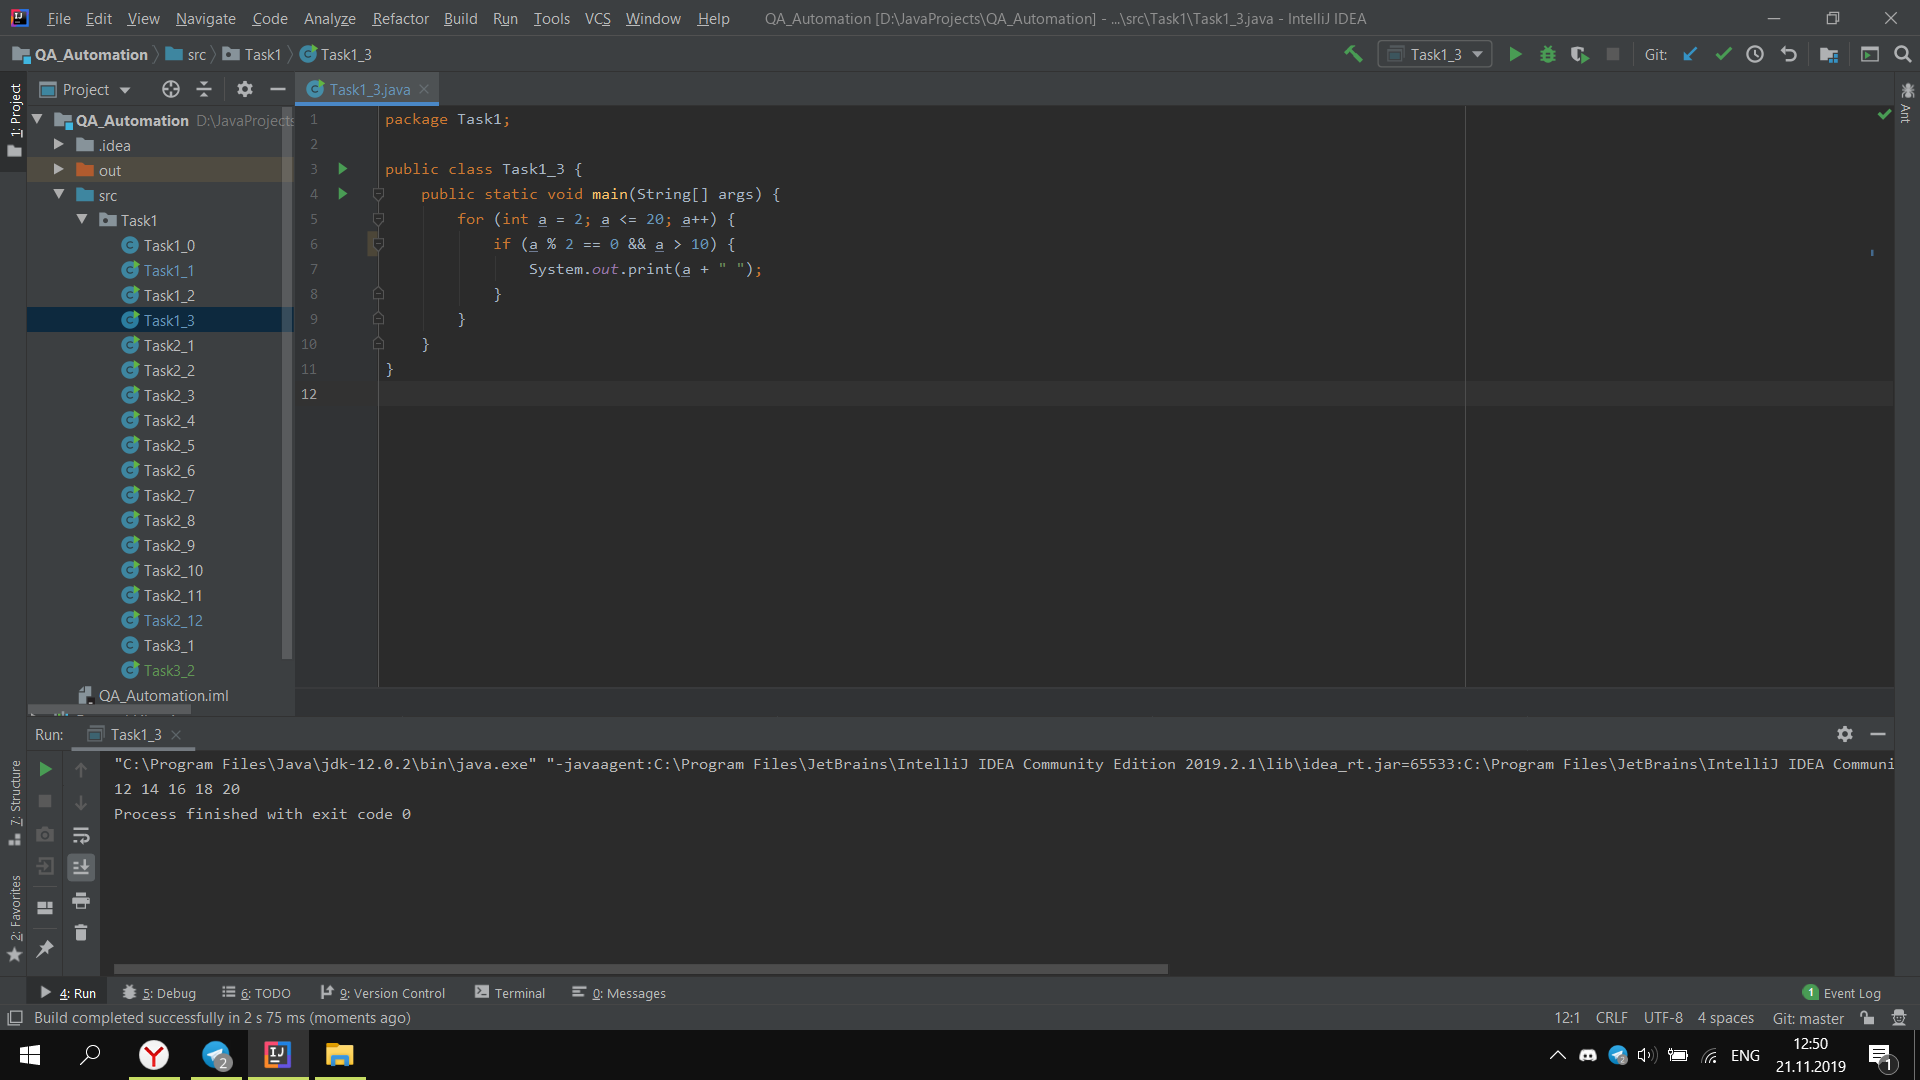 File Edit View Navigate Code Analyze Refactor Build Run Tools VCS Window Help QA_Automation [D:\JavaProjects\QA_Automation] - ...\src\Task1\Task1_3.java - IntelliJ IDEA
QA_Automation src Task1 Task1_3 Task1_3 Git:
1: Project
Project
Task1_3.java
Ant
QA_Automation D:\JavaProjects
.idea
out
src
Task1
Task1_0
Task1_1
Task1_2
Task1_3
Task2_1
Task2_2
Task2_3
Task2_4
Task2_5
Task2_6
Task2_7
Task2_8
Task2_9
Task2_10
Task2_11
Task2_12
Task3_1
Task3_2
QA_Automation.iml
1 package Task1;
2
3 public class Task1_3 {
4 public static void main(String[] args) {
5 for (int a = 2; a <= 20; a++) {
6 if (a % 2 == 0 && a > 10) {
7 System.out.print(a + " ");
8 }
9 }
10 }
11 }
12
Run: Task1_3
"C:\Program Files\Java\jdk-12.0.2\bin\java.exe" "-javaagent:C:\Program Files\JetBrains\IntelliJ IDEA Community Edition 2019.2.1\lib\idea_rt.jar=65533:C:\Program Files\JetBrains\IntelliJ IDEA Communi
12 14 16 18 20
Process finished with exit code 0
7: Structure
2: Favorites
4: Run 5: Debug 6: TODO 9: Version Control Terminal 0: Messages 1 Event Log
Build completed successfully in 2 s 75 ms (moments ago) 12:1 CRLF UTF-8 4 spaces Git: master
2 ENG 12:50
21.11.2019 1